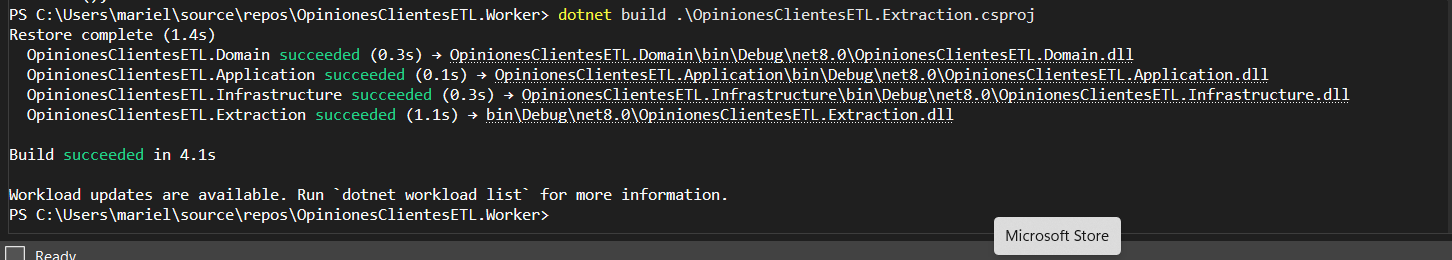 PS C:\Users\mariel\source\repos\OpinionesClientesETL.Worker> dotnet build .\OpinionesClientesETL.Extraction.csproj
Restore complete (1.4s)
  OpinionesClientesETL.Domain succeeded (0.3s) → OpinionesClientesETL.Domain\bin\Debug\net8.0\OpinionesClientesETL.Domain.dll
  OpinionesClientesETL.Application succeeded (0.1s) → OpinionesClientesETL.Application\bin\Debug\net8.0\OpinionesClientesETL.Application.dll
  OpinionesClientesETL.Infrastructure succeeded (0.3s) → OpinionesClientesETL.Infrastructure\bin\Debug\net8.0\OpinionesClientesETL.Infrastructure.dll
  OpinionesClientesETL.Extraction succeeded (1.1s) → bin\Debug\net8.0\OpinionesClientesETL.Extraction.dll
Build succeeded in 4.1s
Workload updates are available. Run `dotnet workload list` for more information.
PS C:\Users\mariel\source\repos\OpinionesClientesETL.Worker>
Microsoft Store
Ready